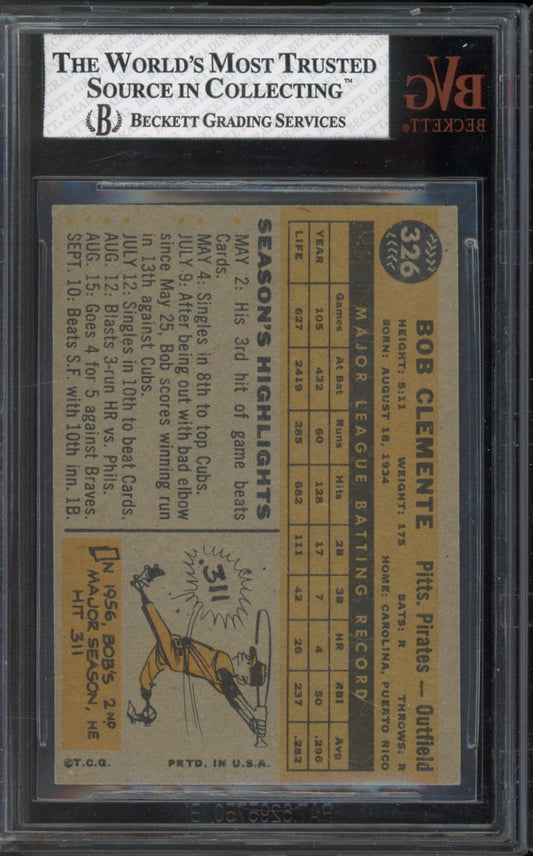 THE WORLD'S MOST TRUSTED
SOURCE IN COLLECTING™
BECKETT GRADING SERVICES
B
BVG
BECKETT®
326
BOB CLEMENTE Pitts. Pirates — Outfield
HEIGHT: 5:11 WEIGHT: 175 BATS: R THROWS: R
BORN: AUGUST 18, 1934 HOME: CAROLINA, PUERTO RICO
MAJOR LEAGUE BATTING RECORD
Games At Bat Runs Hits 2B 3B HR RBI Avg
YEAR 105 432 60 128 17 7 4 50 .296
LIFE 627 2419 285 682 111 42 26 237 .282
SEASON'S HIGHLIGHTS
• MAY 2: His 3rd hit of game beats
Cards.
• MAY 4: Singles in 8th to top Cubs.
• JULY 9: After being out with bad elbow
since May 25, Bob scores winning run
in 13th against Cubs.
• JULY 12: Singles in 10th to beat Cards.
• AUG. 12: Blasts 3-run HR vs. Phils.
• AUG. 15: Goes 4 for 5 against Braves.
• SEPT. 10: Beats S.F. with 10th inn. 1B.
.311
IN 1956, BOB'S 2ND
MAJOR SEASON, HE
HIT 311
©T.C.G. PRTD. IN U.S.A.